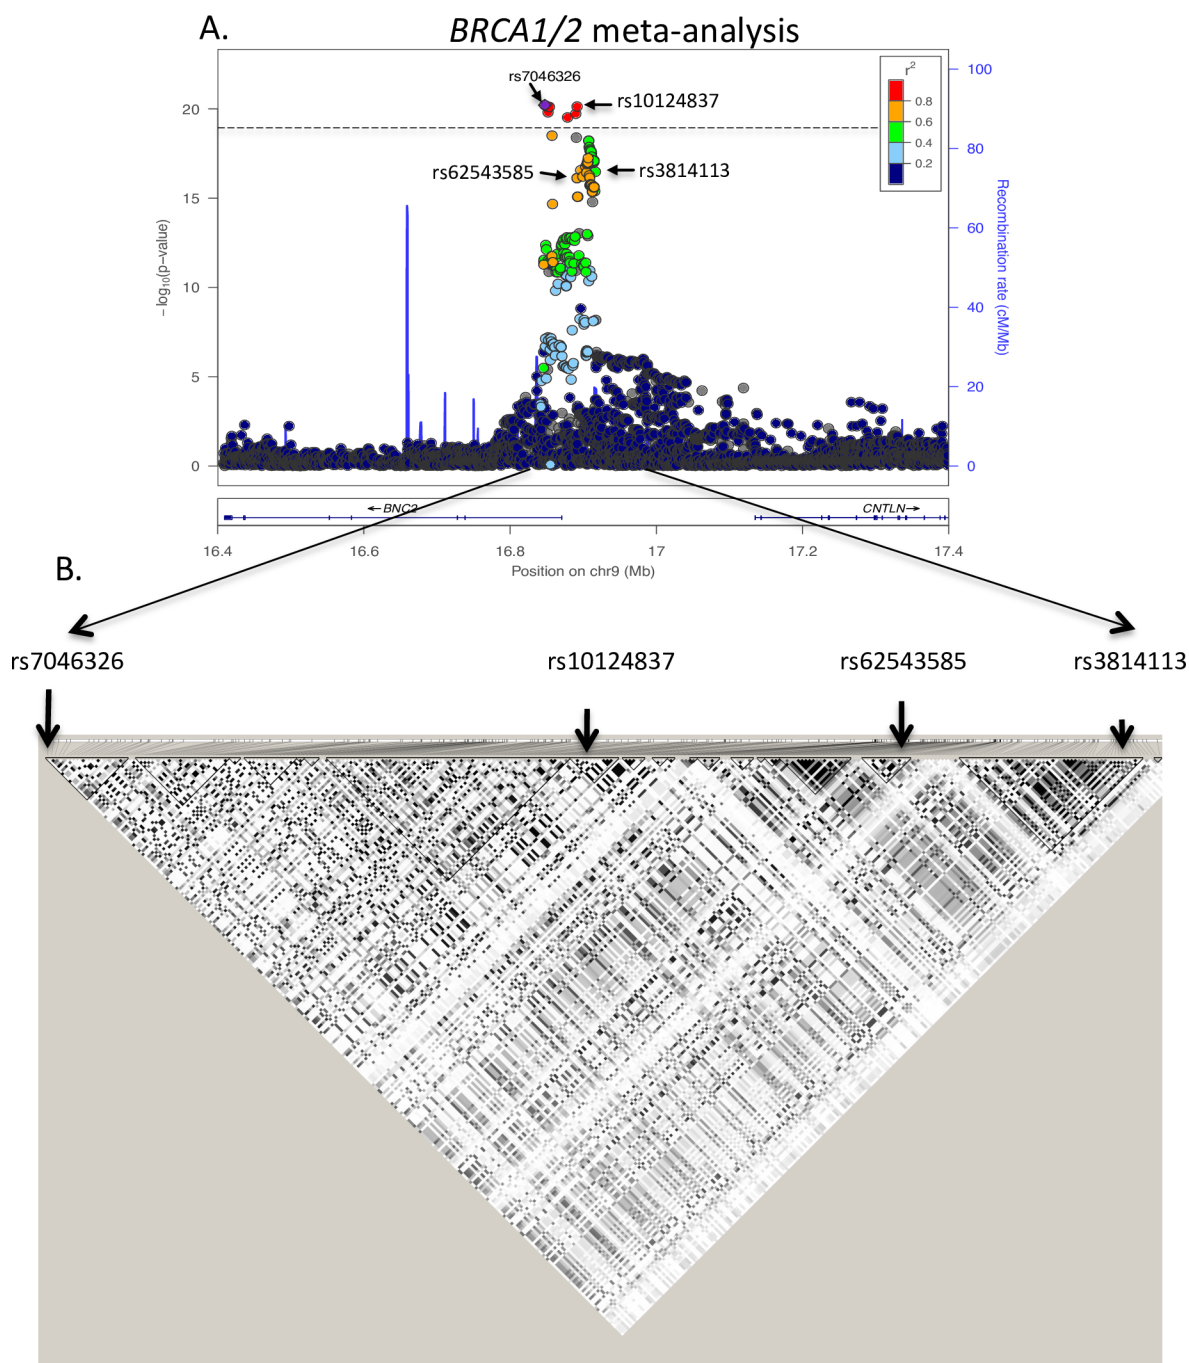 A.
BRCA1/2 meta-analysis
rs7046326
rs10124837
rs62543585
rs3814113
r2
0.8
0.6
0.4
0.2
20
15
10
5
0
−log10(p−value)
100
80
60
40
20
0
Recombination rate (cM/Mb)
←BNC2
CNTLN→
16.4 16.6 16.8 17 17.2 17.4
Position on chr9 (Mb)
B.
rs7046326 rs10124837 rs62543585 rs3814113